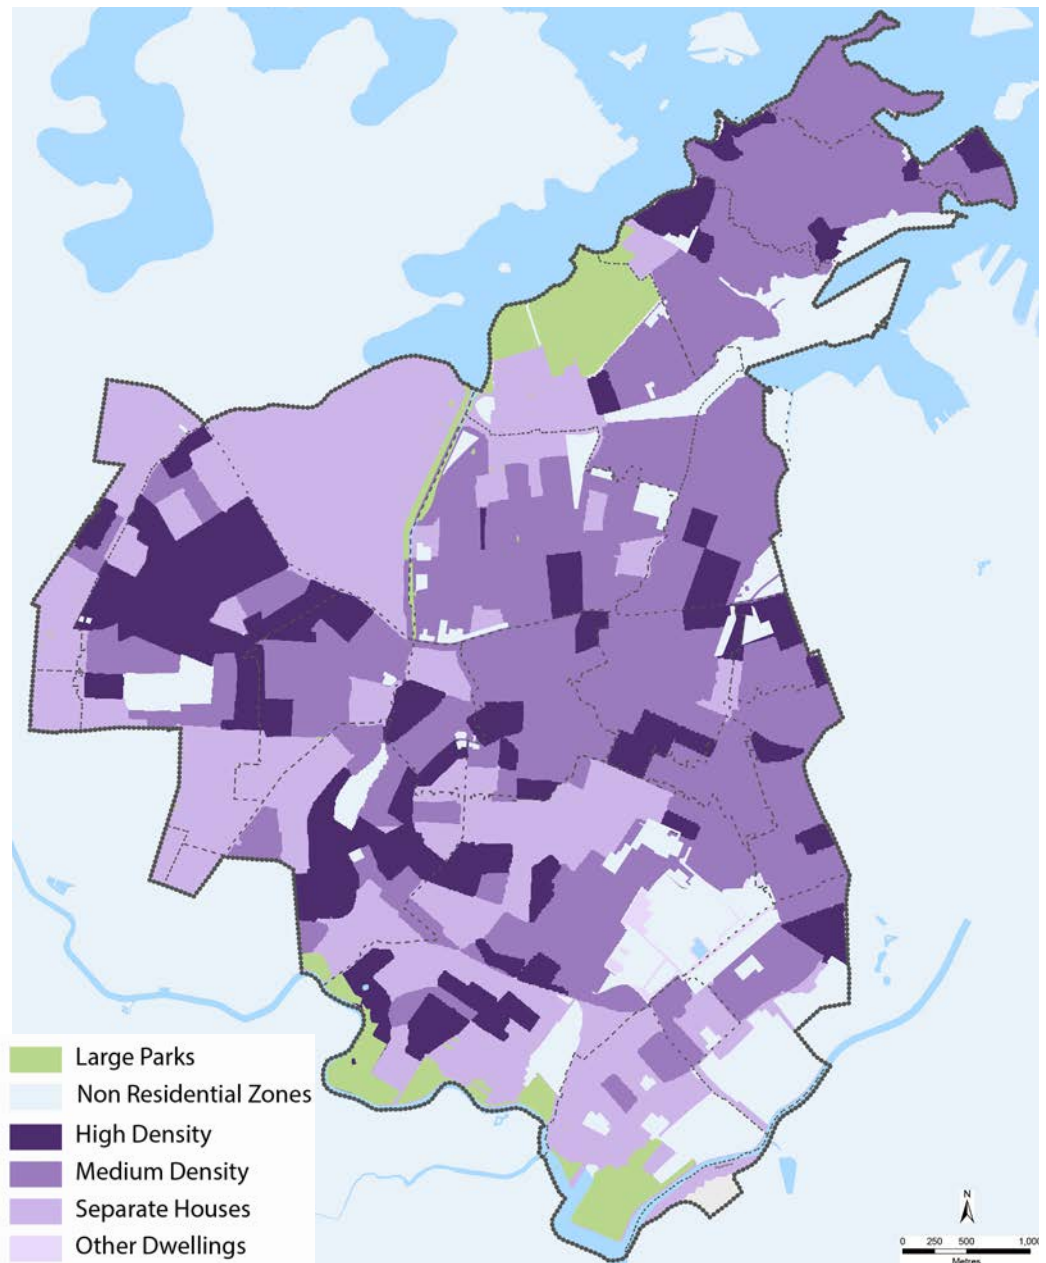 Large Parks
Non Residential Zones
High Density
Medium Density
Separate Houses
Other Dwellings
N
0 250 500 1,000
Metres